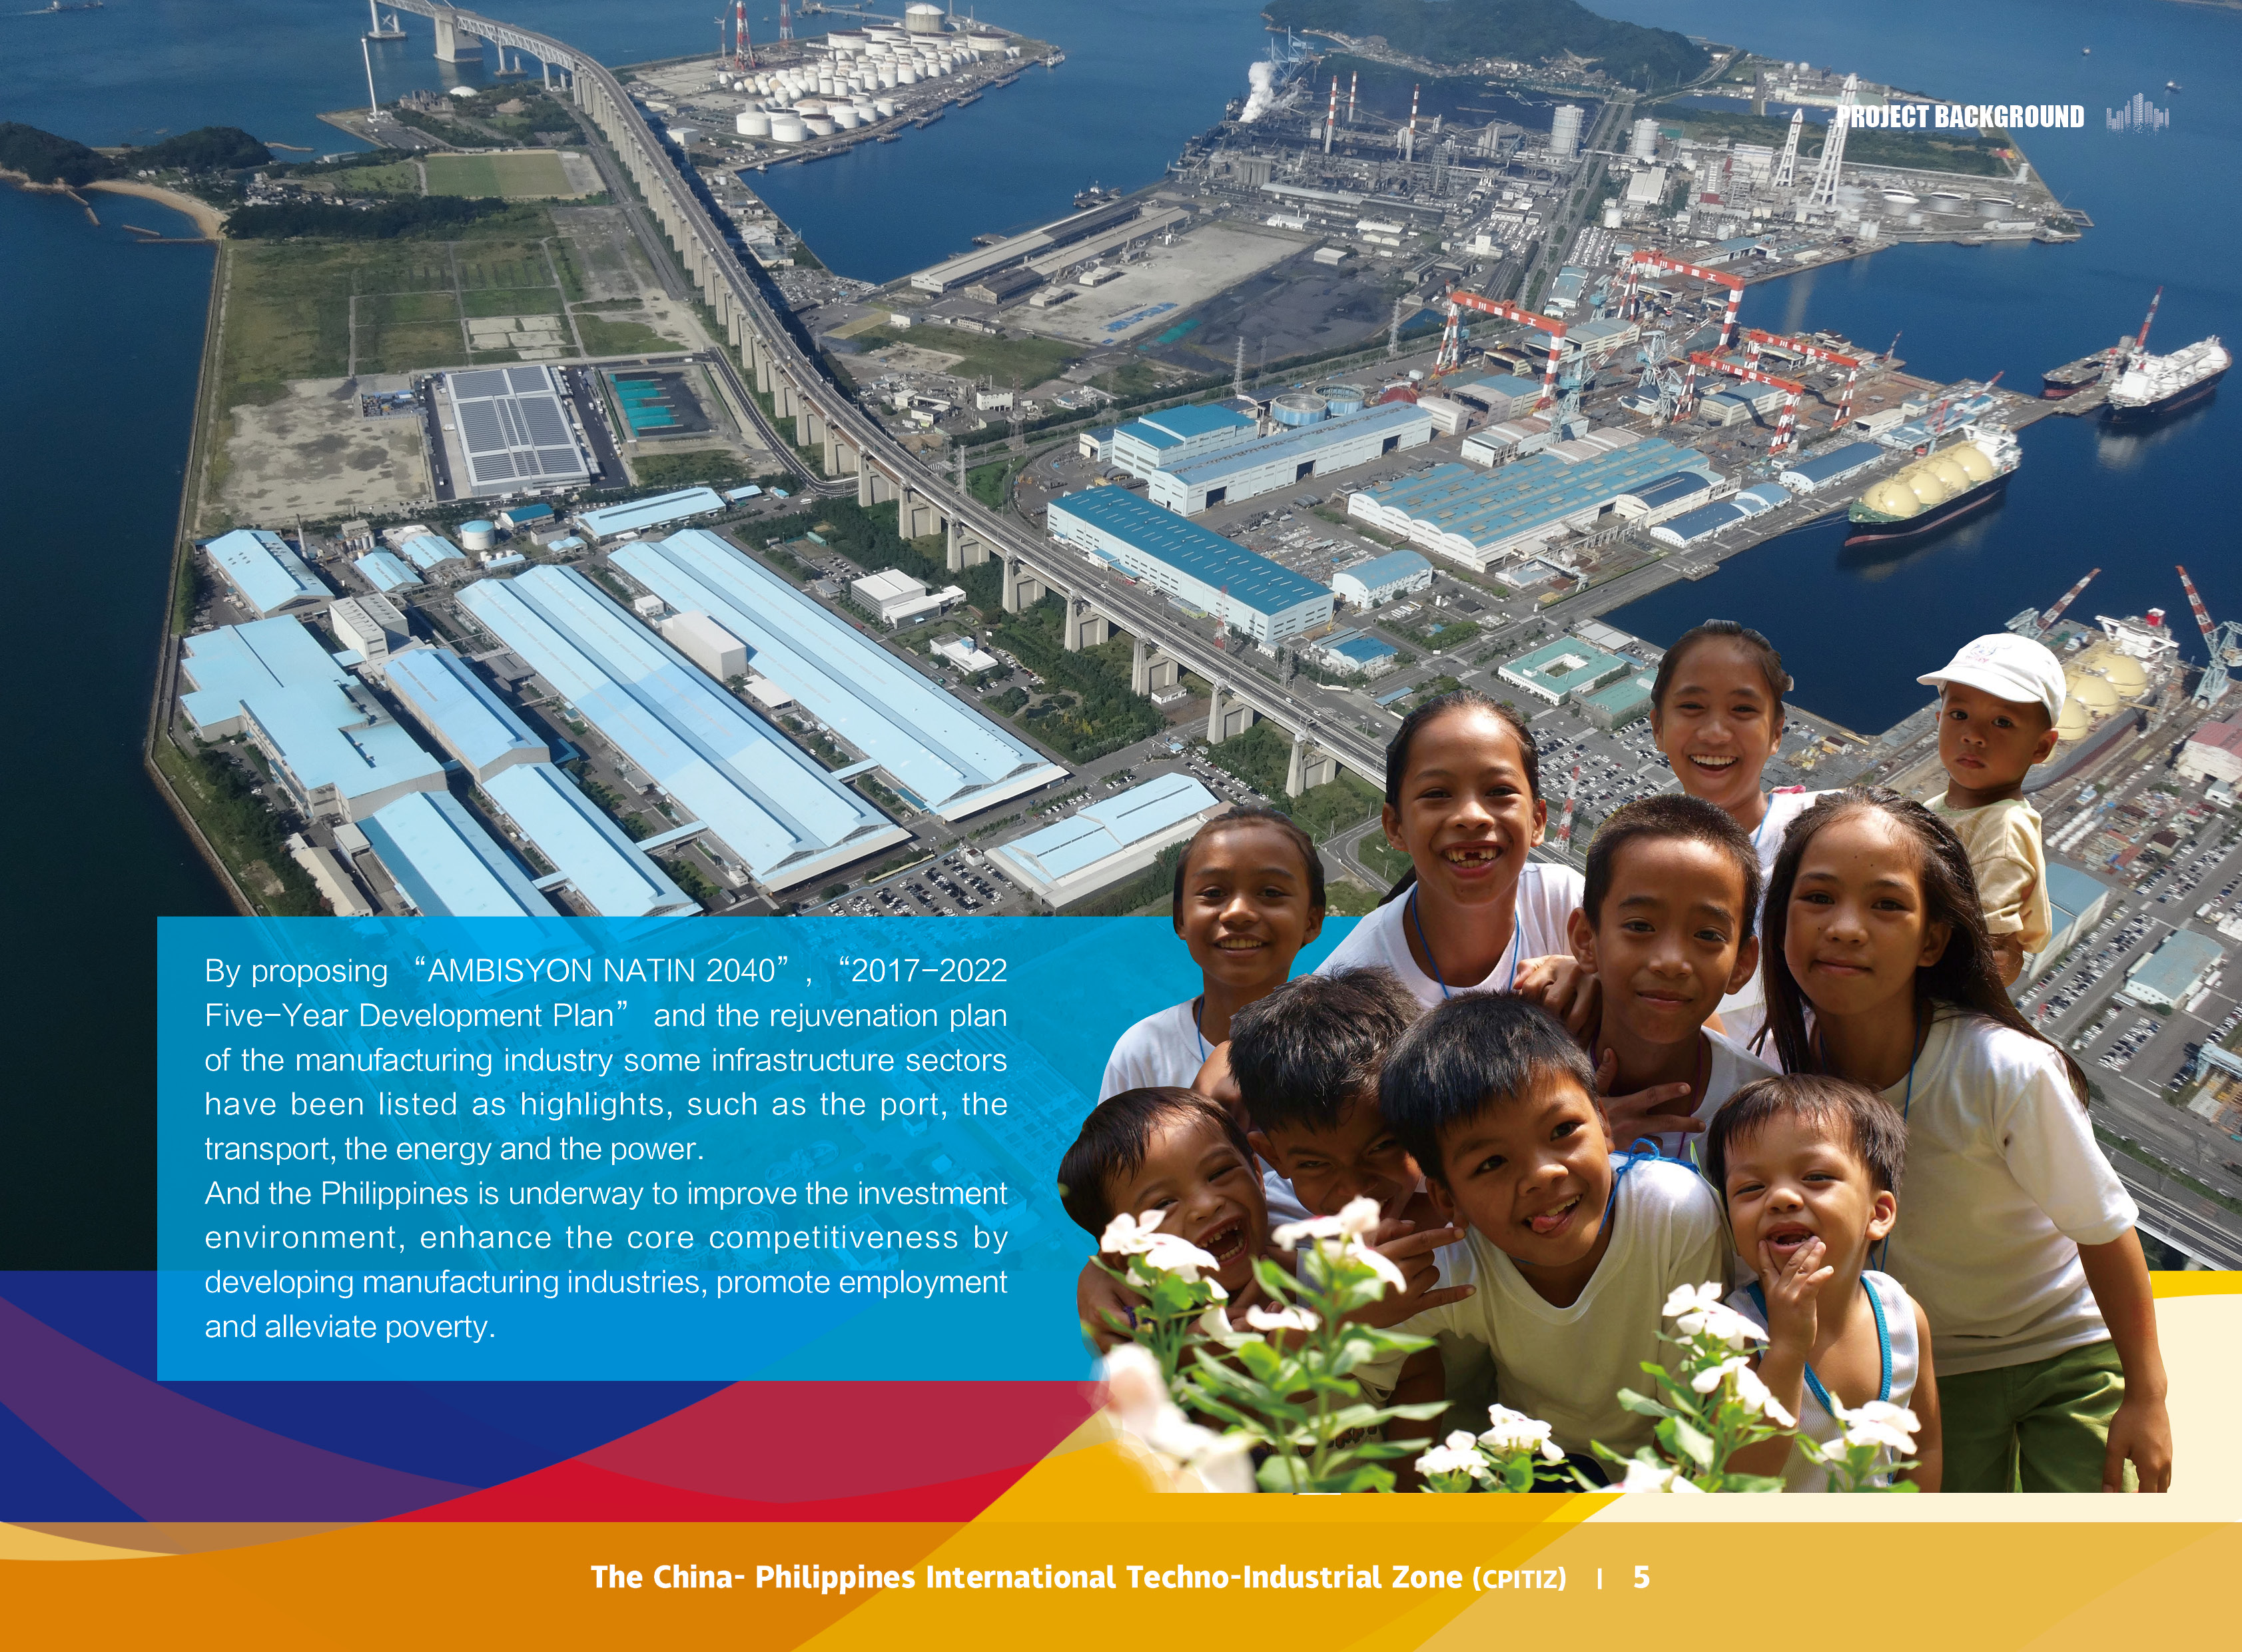 PROJECT BACKGROUND
By proposing “AMBISYON NATIN 2040”, “2017-2022
Five-Year Development Plan” and the rejuvenation plan
of the manufacturing industry some infrastructure sectors
have been listed as highlights, such as the port, the
transport, the energy and the power.
And the Philippines is underway to improve the investment
environment, enhance the core competitiveness by
developing manufacturing industries, promote employment
and alleviate poverty.
The China- Philippines International Techno-Industrial Zone (CPITIZ) | 5